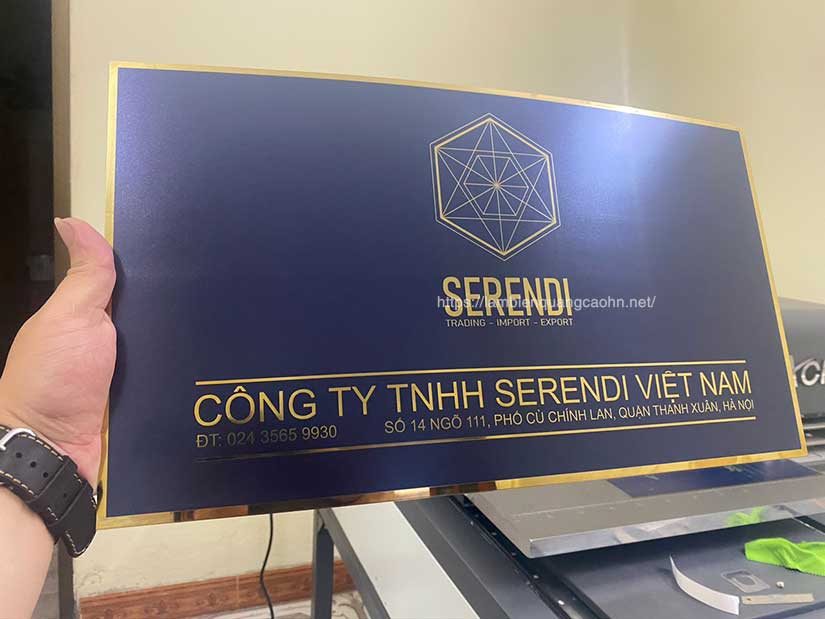 SERENDI
https://lambienquangcaohn.net/
TRADING - IMPORT - EXPORT
CÔNG TY TNHH SERENDI VIỆT NAM
ĐT: 024 3565 9930 SỐ 14 NGÕ 111, PHỐ CÙ CHÍNH LAN, QUẬN THANH XUÂN, HÀ NỘI